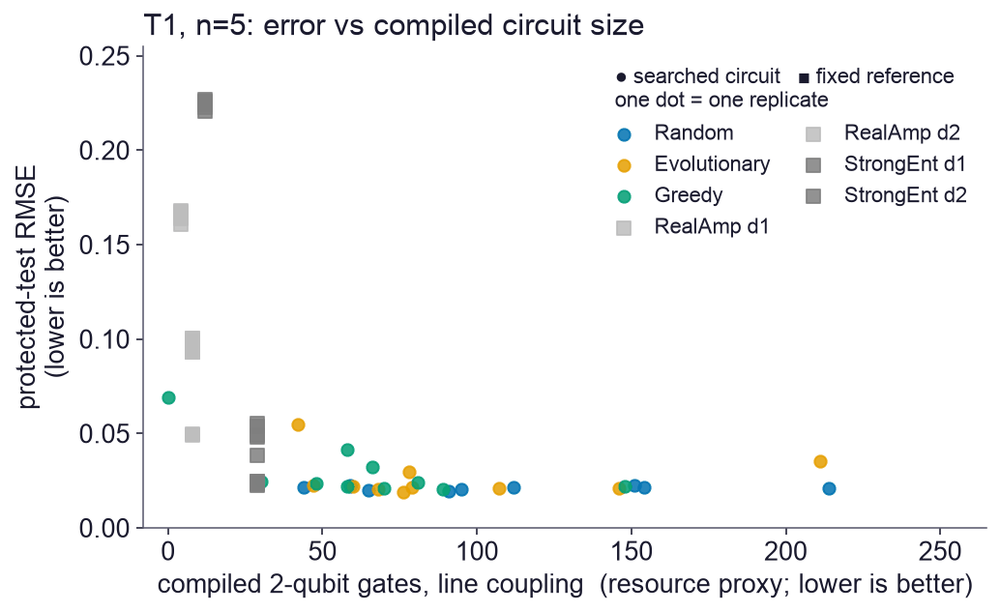 T1, n=5: error vs compiled circuit size
protected-test RMSE
(lower is better)
0.25
0.20
0.15
0.10
0.05
0.00
● searched circuit ■ fixed reference
one dot = one replicate
Random
Evolutionary
Greedy
RealAmp d1
RealAmp d2
StrongEnt d1
StrongEnt d2
0 50 100 150 200 250
compiled 2-qubit gates, line coupling (resource proxy; lower is better)